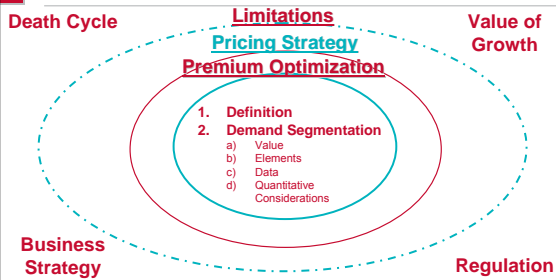 Death Cycle
Limitations
Value of
Growth
Pricing Strategy
Premium Optimization
1. Definition
2. Demand Segmentation
a) Value
b) Elements
c) Data
d) Quantitative
Considerations
Business
Strategy
Regulation